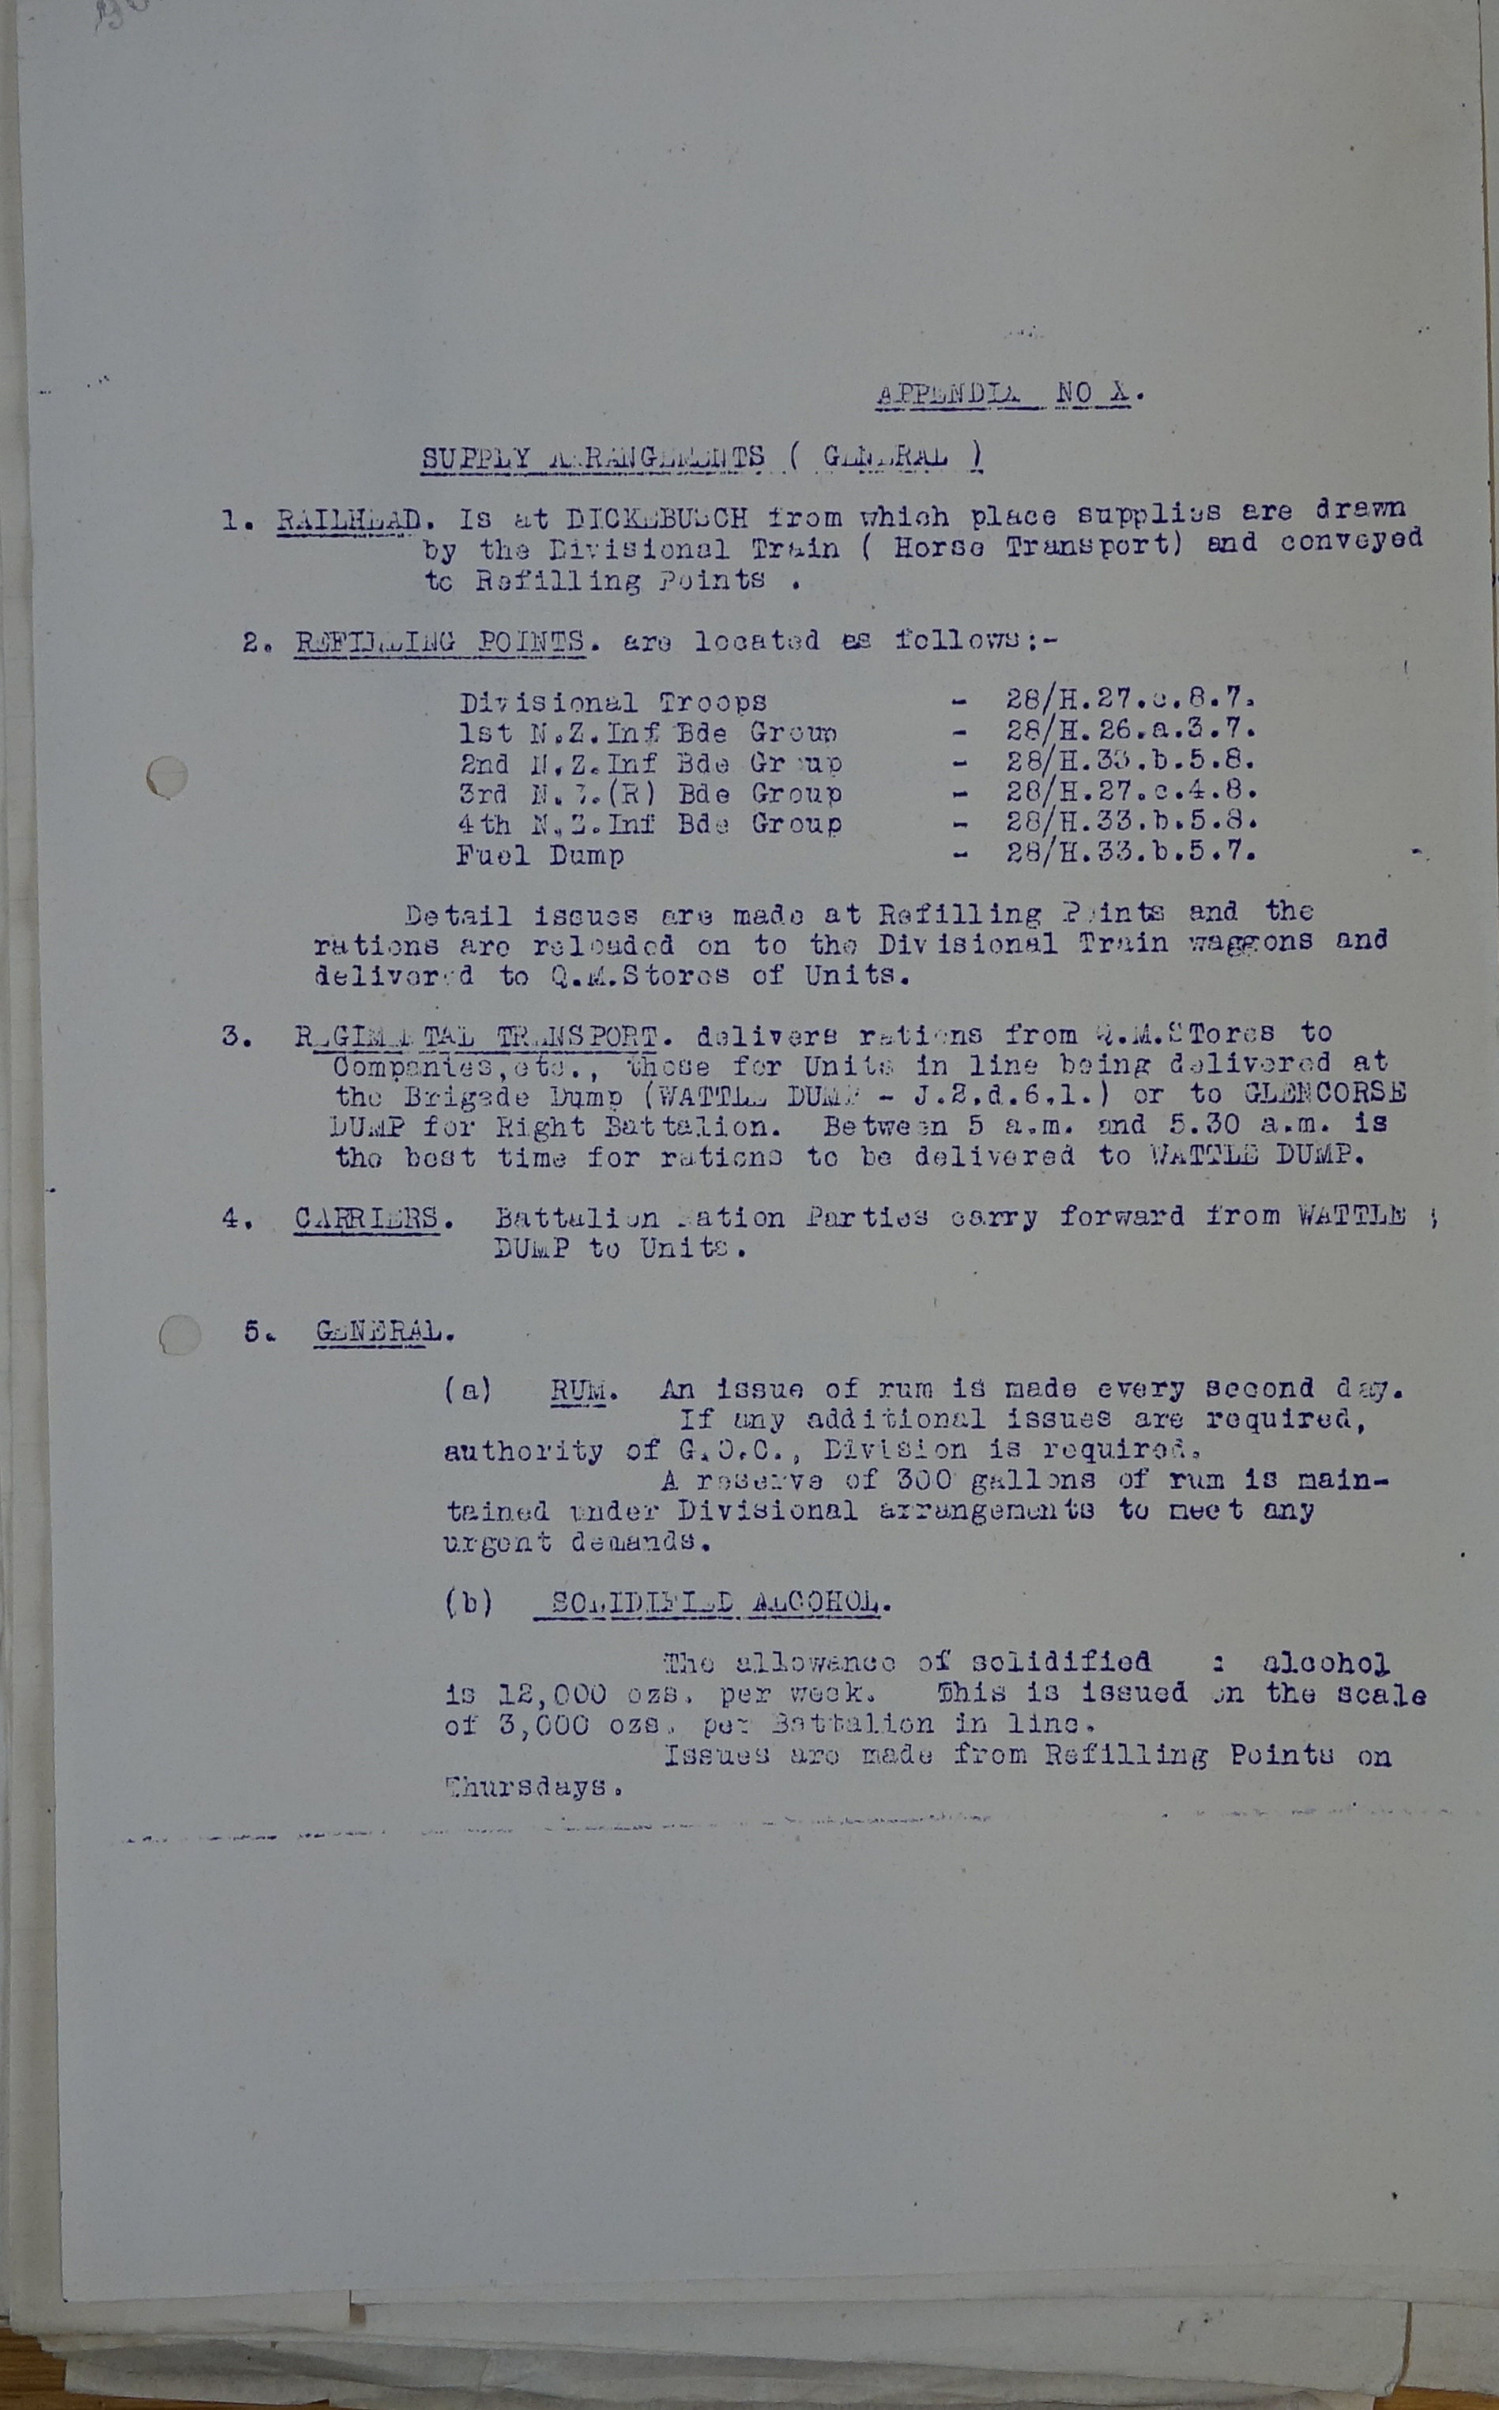 APPENDIX NO X.
SUPPLY ARRANGEMENTS ( GENERAL )
1. RAILHEAD. Is at DICKEBUSCH from which place supplies are drawn
by the Divisional Train ( Horse Transport) and conveyed
to Refilling Points .
2. REFILLING POINTS. are located as follows:-
Divisional Troops - 28/H.27.c.8.7.
1st N.Z.Inf Bde Group - 28/H.26.a.3.7.
2nd N.Z.Inf Bde Group - 28/H.33.b.5.8.
3rd N.Z.(R) Bde Group - 28/H.27.c.4.8.
4th N.Z.Inf Bde Group - 28/H.33.b.5.8.
Fuel Dump - 28/H.33.b.5.7.
Detail issues are made at Refilling Points and the
rations are reloaded on to the Divisional Train waggons and
delivered to Q.M.Stores of Units.
3. REGIMENTAL TRANSPORT. delivers rations from Q.M.STores to
Companies,etc., those for Units in line being delivered at
the Brigade Dump (WATTLE DUMP - J.2.d.6.1.) or to GLENCORSE
DUMP for Right Battalion. Between 5 a.m. and 5.30 a.m. is
the best time for rations to be delivered to WATTLE DUMP.
4. CARRIERS. Battalion Ration Parties carry forward from WATTLE
DUMP to Units.
5. GENERAL.
(a) RUM. An issue of rum is made every second day.
If any additional issues are required,
authority of G.O.C., Division is required.
A reserve of 300 gallons of rum is main-
tained under Divisional arrangements to meet any
urgent demands.
(b) SOLIDIFIED ALCOHOL.
The allowance of solidified : alcohol
is 12,000 ozs. per week. This is issued on the scale
of 3,000 ozs. per Battalion in line.
Issues are made from Refilling Points on
Thursdays.